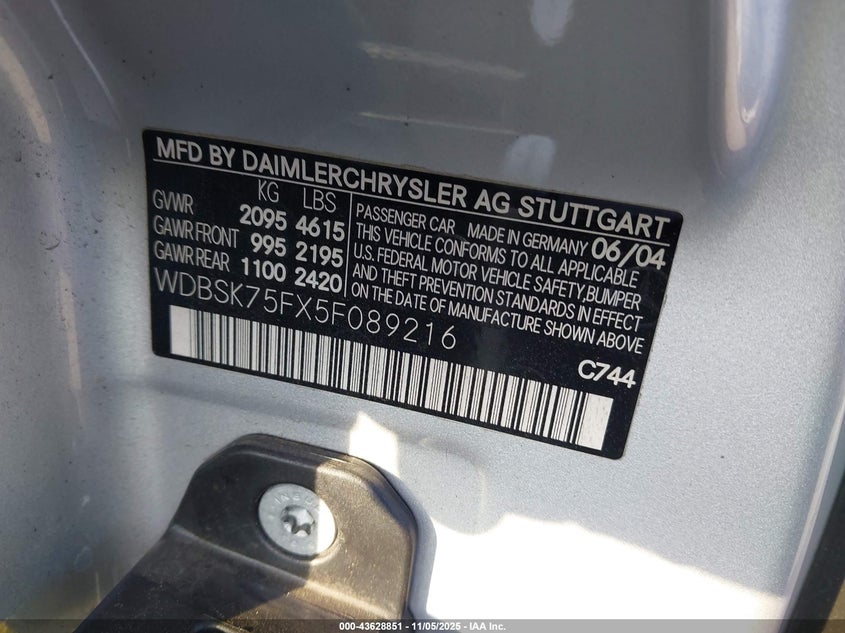 MFD BY DAIMLERCHRYSLER AG STUTTGART
KG LBS
GVWR 2095 4615
GAWR FRONT 995 2195
GAWR REAR 1100 2420
PASSENGER CAR MADE IN GERMANY 06/04
THIS VEHICLE CONFORMS TO ALL APPLICABLE
U.S. FEDERAL MOTOR VEHICLE SAFETY,BUMPER
AND THEFT PREVENTION STANDARDS IN EFFECT
ON THE DATE OF MANUFACTURE SHOWN ABOVE
WDBSK75FX5F089216
C744
000-43628851 - 11/05/2025 - IAA Inc.